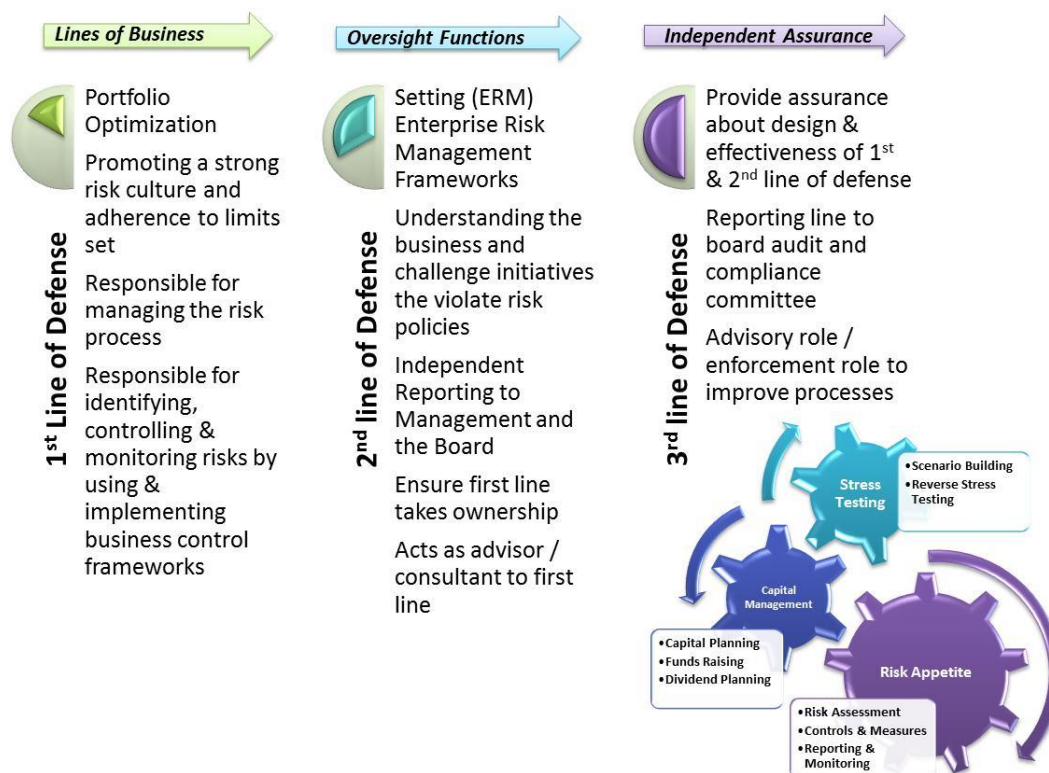 Lines of Business
Portfolio
Optimization
Promoting a strong
risk culture and
adherence to limits
set
Responsible for
managing the risk
process
Responsible for
identifying,
controlling &
monitoring risks by
using &
implementing
business control
frameworks
1st Line of Defense
Oversight Functions
Setting (ERM)
Enterprise Risk
Management
Frameworks
Understanding the
business and
challenge initiatives
the violate risk
policies
Independent
Reporting to
Management and
the Board
Ensure first line
takes ownership
Acts as advisor /
consultant to first
line
2nd line of Defense
Independent Assurance
Provide assurance
about design &
effectiveness of 1st
& 2nd line of defense
Reporting line to
board audit and
compliance
committee
Advisory role /
enforcement role to
improve processes
3rd line of Defense
Stress
Testing
•Scenario Building
•Reverse Stress
Testing
Capital
Management
•Capital Planning
•Funds Raising
•Dividend Planning
Risk Appetite
•Risk Assessment
•Controls & Measures
•Reporting &
Monitoring